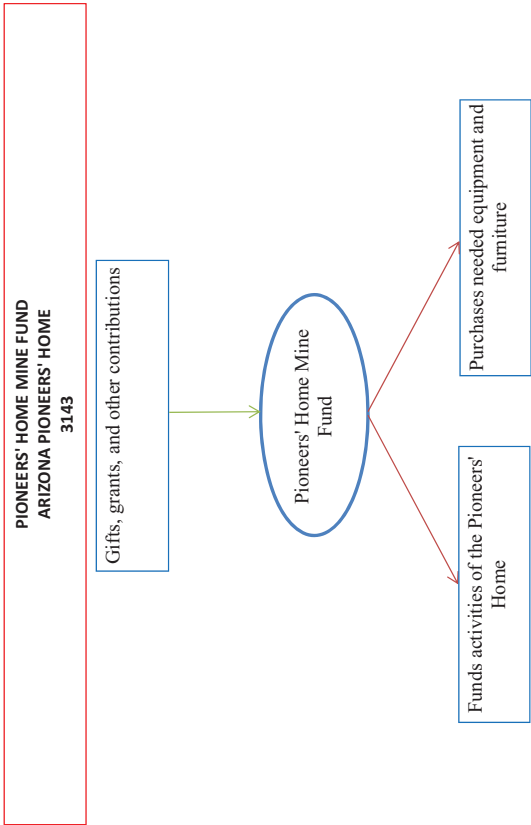 PIONEERS' HOME MINE FUND
ARIZONA PIONEERS' HOME
3143
Gifts, grants, and other contributions
Pioneers' Home Mine
Fund
Funds activities of the Pioneers'
Home
Purchases needed equipment and
furniture